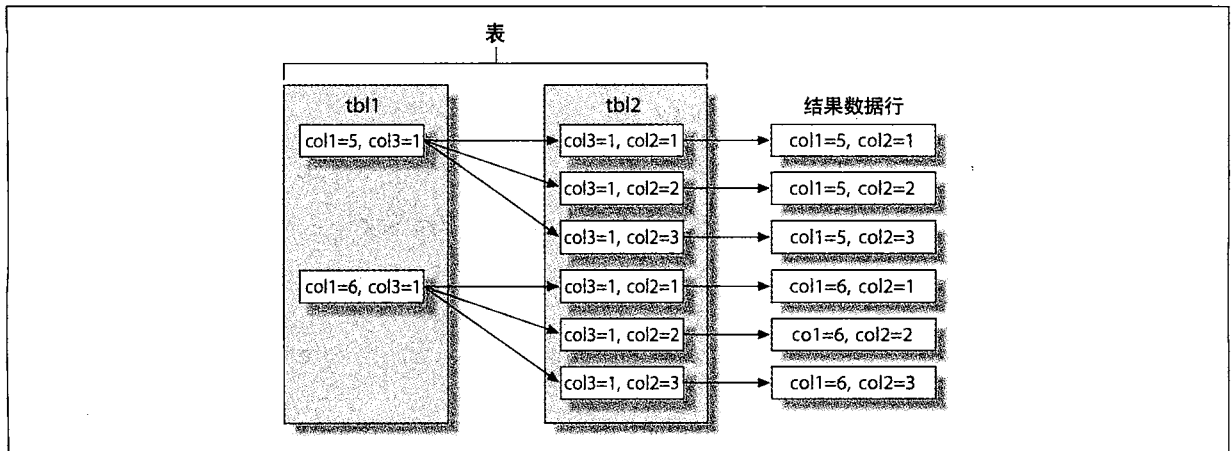 表
tbl1
tbl2
结果数据行
col1=5, col3=1
col3=1, col2=1
col1=5, col2=1
col3=1, col2=2
col1=5, col2=2
col3=1, col2=3
col1=5, col2=3
col1=6, col3=1
col3=1, col2=1
col1=6, col2=1
col3=1, col2=2
co1=6, col2=2
col3=1, col2=3
col1=6, col2=3